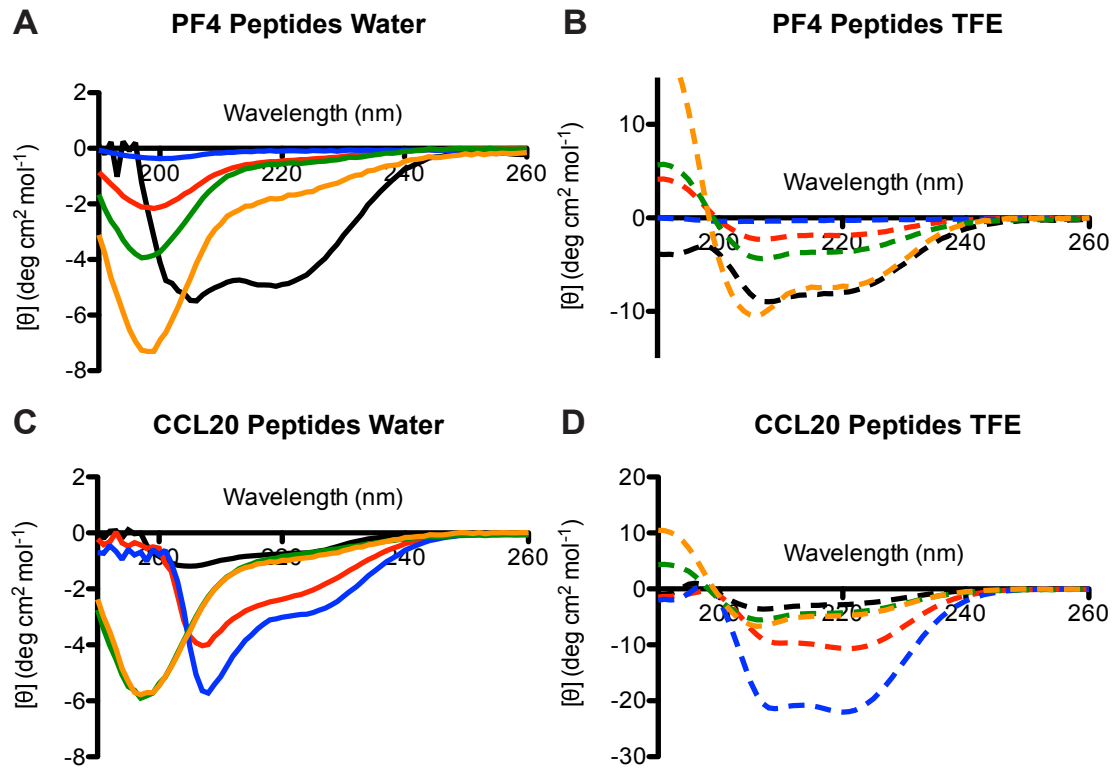 A
PF4 Peptides Water
2
0
-2
-4
-6
-8
Wavelength (nm)
200
220
240
260
[θ] (deg cm² mol⁻¹)
B
PF4 Peptides TFE
10
0
-10
Wavelength (nm)
200
220
240
260
[θ] (deg cm² mol⁻¹)
C
CCL20 Peptides Water
2
0
-2
-4
-6
-8
Wavelength (nm)
200
220
240
260
[θ] (deg cm² mol⁻¹)
D
CCL20 Peptides TFE
20
10
0
-10
-20
-30
Wavelength (nm)
200
220
240
260
[θ] (deg cm² mol⁻¹)